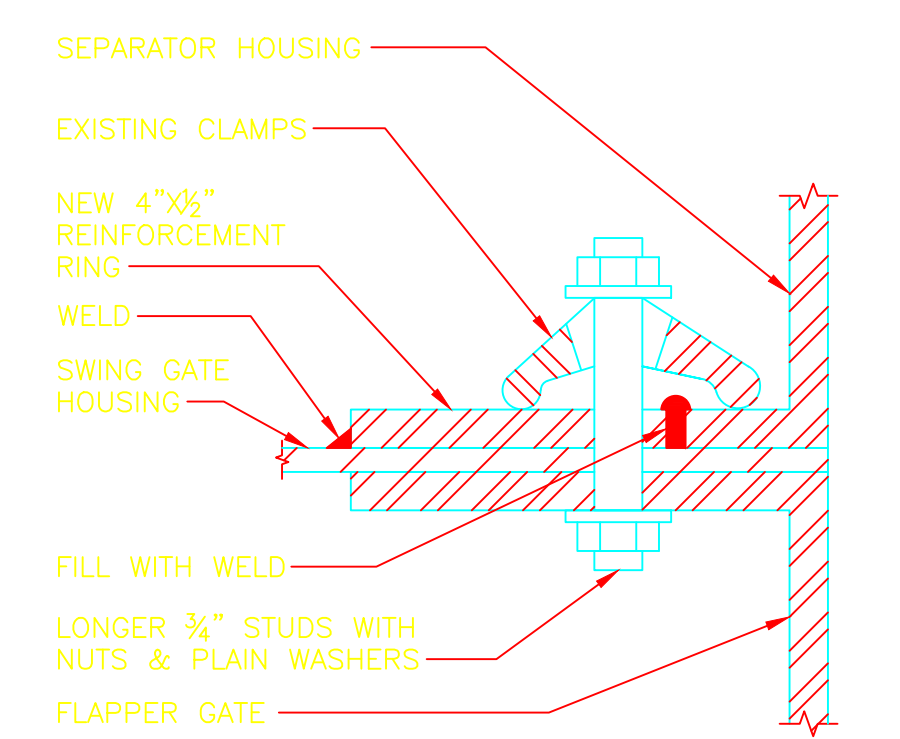 SEPARATOR HOUSING
EXISTING CLAMPS
NEW 4"X½"
REINFORCEMENT
RING
WELD
SWING GATE
HOUSING
FILL WITH WELD
LONGER ¾" STUDS WITH
NUTS & PLAIN WASHERS
FLAPPER GATE